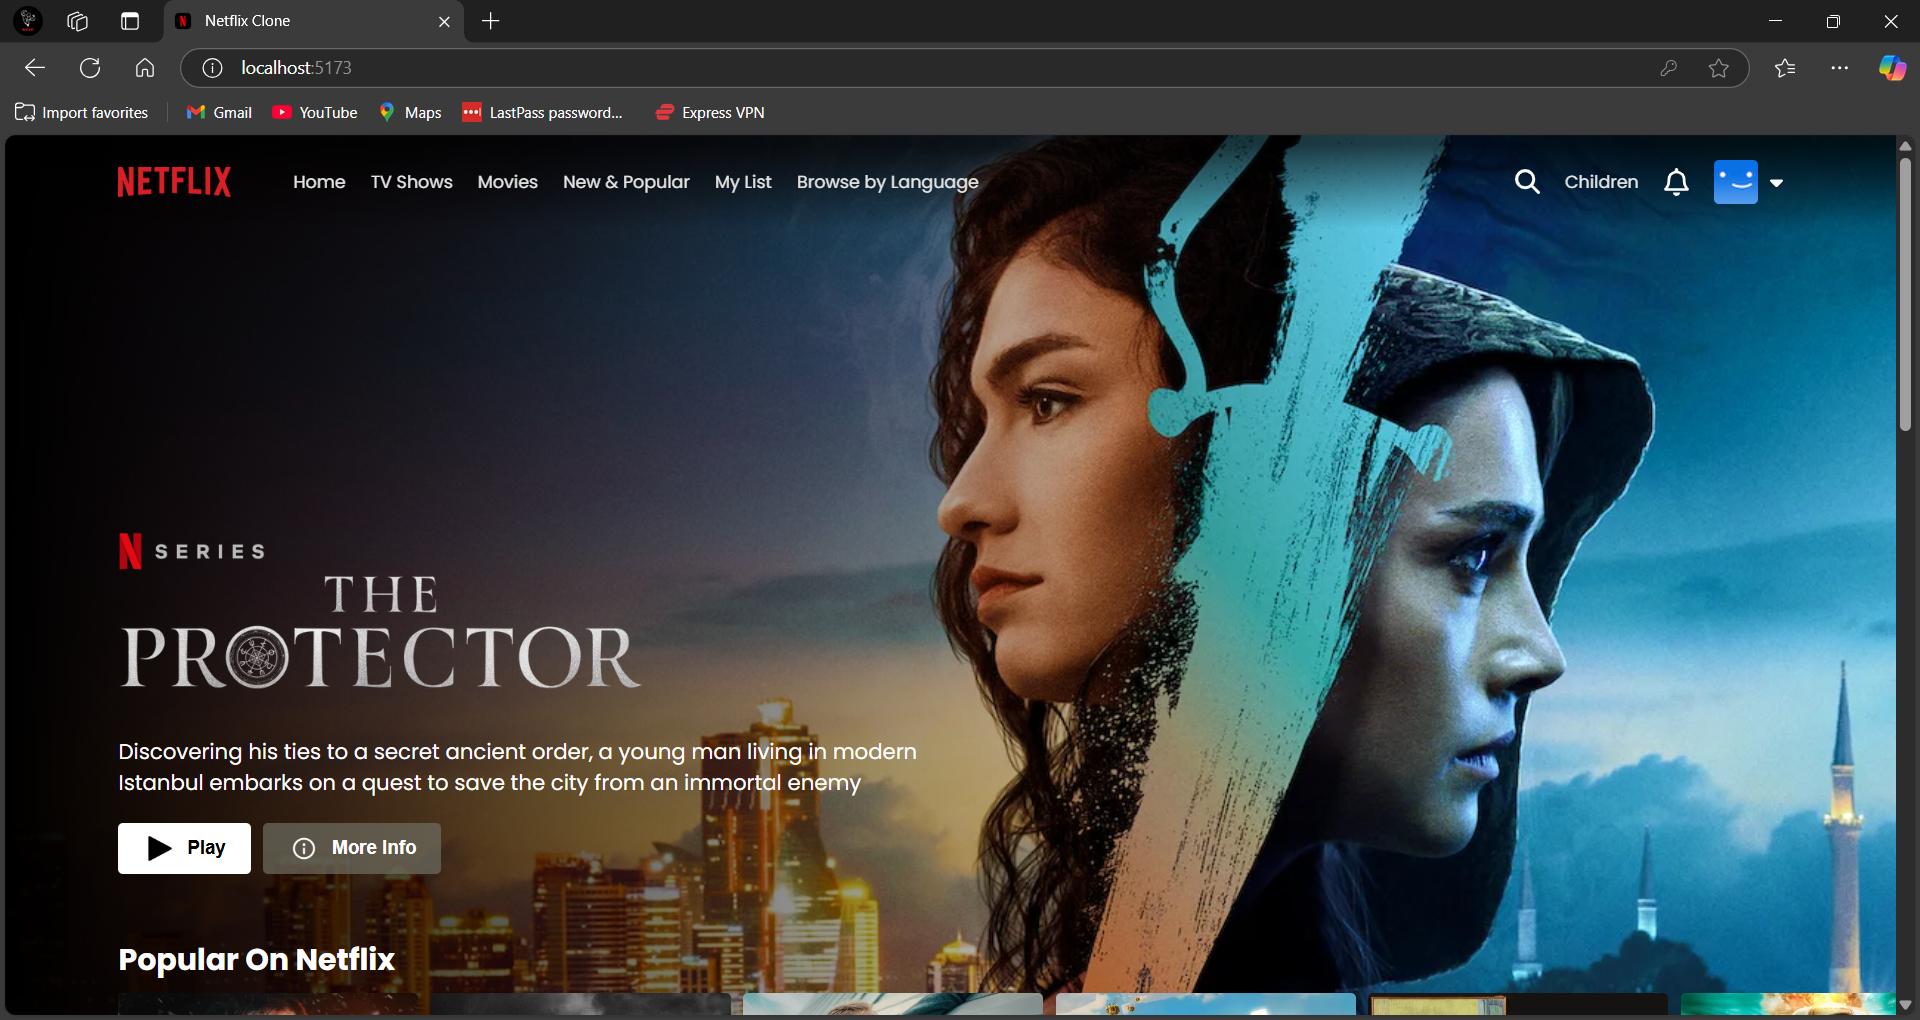 Netflix Clone
localhost:5173
Import favorites
Gmail
YouTube
Maps
LastPass password...
Express VPN
NETFLIX
Home
TV Shows
Movies
New & Popular
My List
Browse by Language
Children
N SERIES
THE
PROTECTOR
Discovering his ties to a secret ancient order, a young man living in modern
Istanbul embarks on a quest to save the city from an immortal enemy
Play
More Info
Popular On Netflix